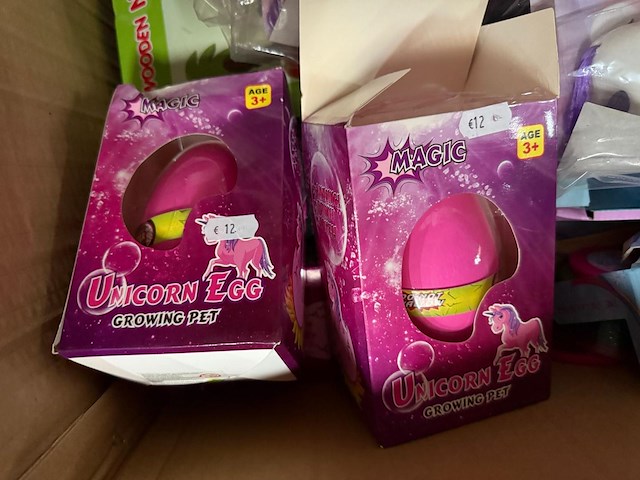 WOODEN
MAGIC
AGE
3+
€ 12
UNICORN EGG
GROWING PET
€12
MAGIC
AGE
3+
UNICORN EGG
GROWING PET